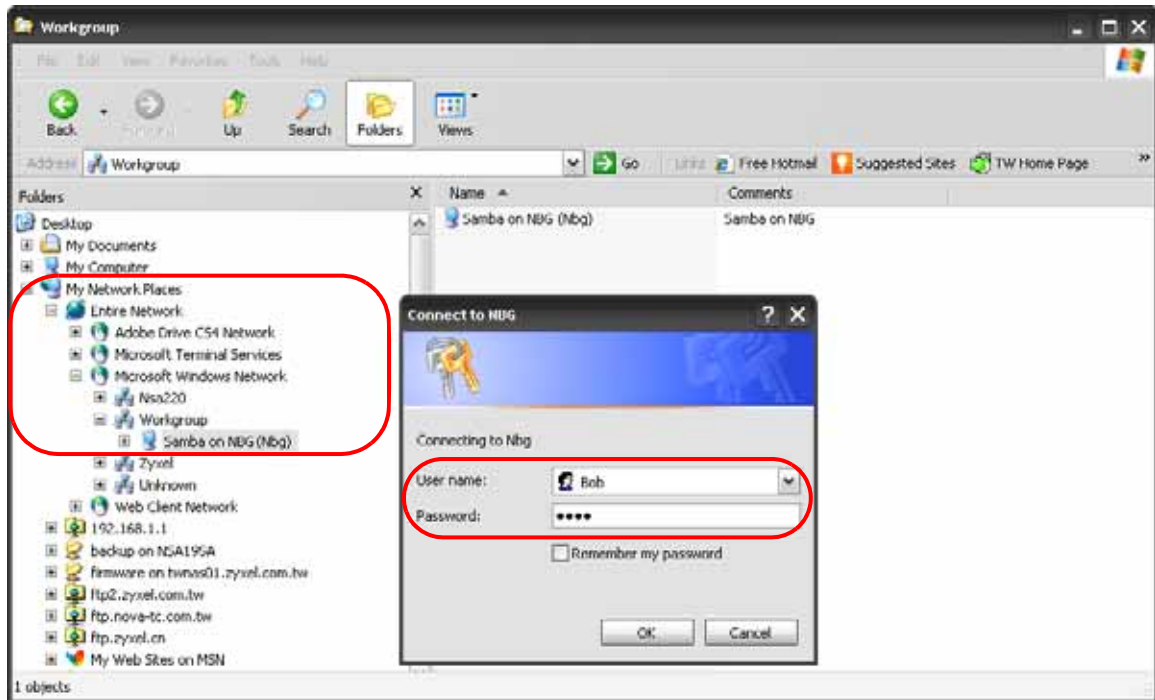 Workgroup
File Edit View Favorites Tools Help
Back Forward Up Search Folders Views
Address Workgroup Go Links Free Hotmail Suggested Sites TW Home Page »
Folders X Name Comments
Samba on NBG (Nbg) Samba on NBG
Desktop
My Documents
My Computer
My Network Places
Entire Network
Adobe Drive CS4 Network
Microsoft Terminal Services
Microsoft Windows Network
Nsa220
Workgroup
Samba on NBG (Nbg)
Zyxel
Unknown
Web Client Network
192.168.1.1
backup on NSA195A
firmware on twnas01.zyxel.com.tw
ftp2.zyxel.com.tw
ftp.nova-tc.com.tw
ftp.zyxel.cn
My Web Sites on MSN
1 objects
Connect to NBG
Connecting to Nbg
User name: Bob
Password: ••••
Remember my password
OK Cancel